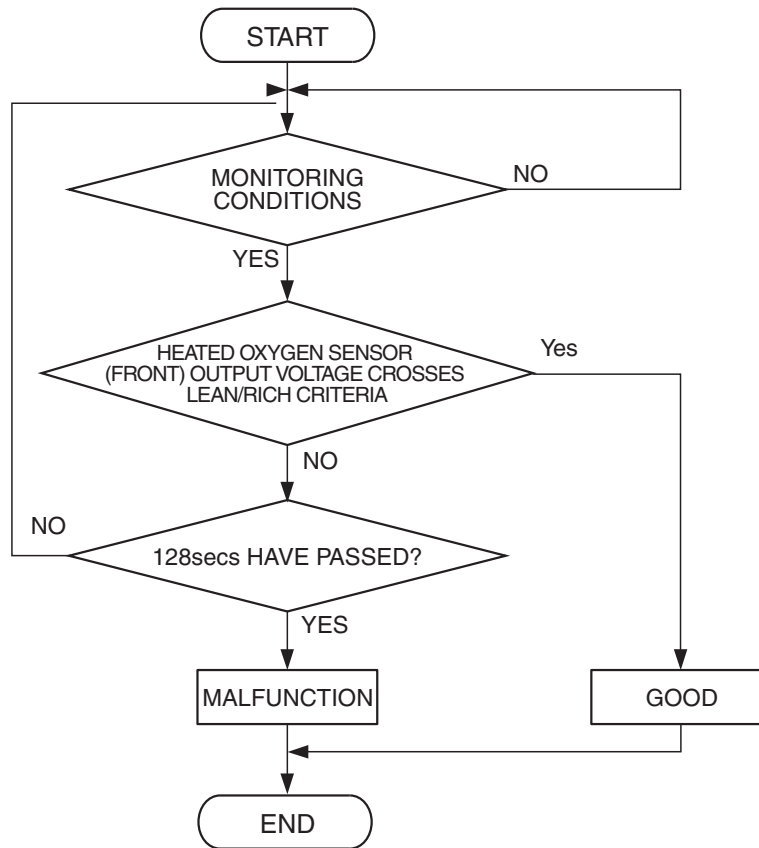 START
MONITORING
CONDITIONS
NO
YES
HEATED OXYGEN SENSOR
(FRONT) OUTPUT VOLTAGE CROSSES
LEAN/RICH CRITERIA
Yes
NO
NO
128secs HAVE PASSED?
YES
MALFUNCTION
GOOD
END